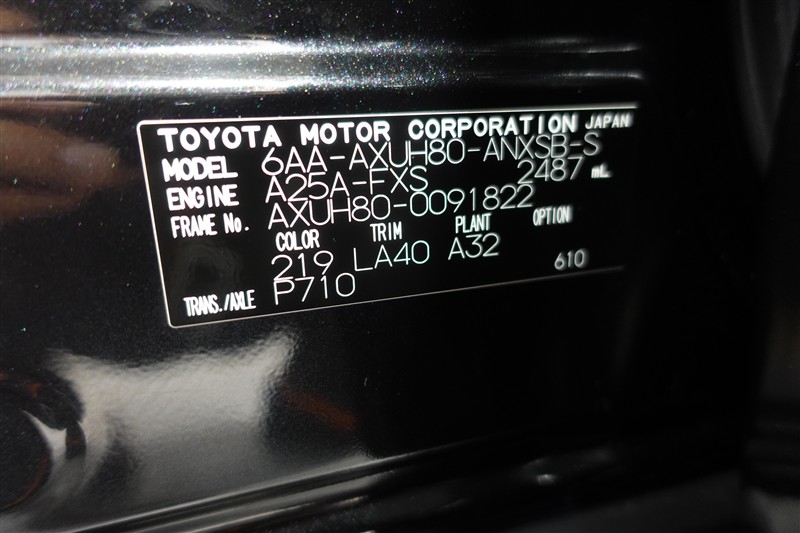 TOYOTA MOTOR CORPORATION JAPAN
MODEL 6AA-AXUH80-ANXSB-S
ENGINE A25A-FXS 2487 mL
FRAME No. AXUH80-0091822
COLOR TRIM PLANT OPTION
219 LA40 A32
TRANS./AXLE P710 610